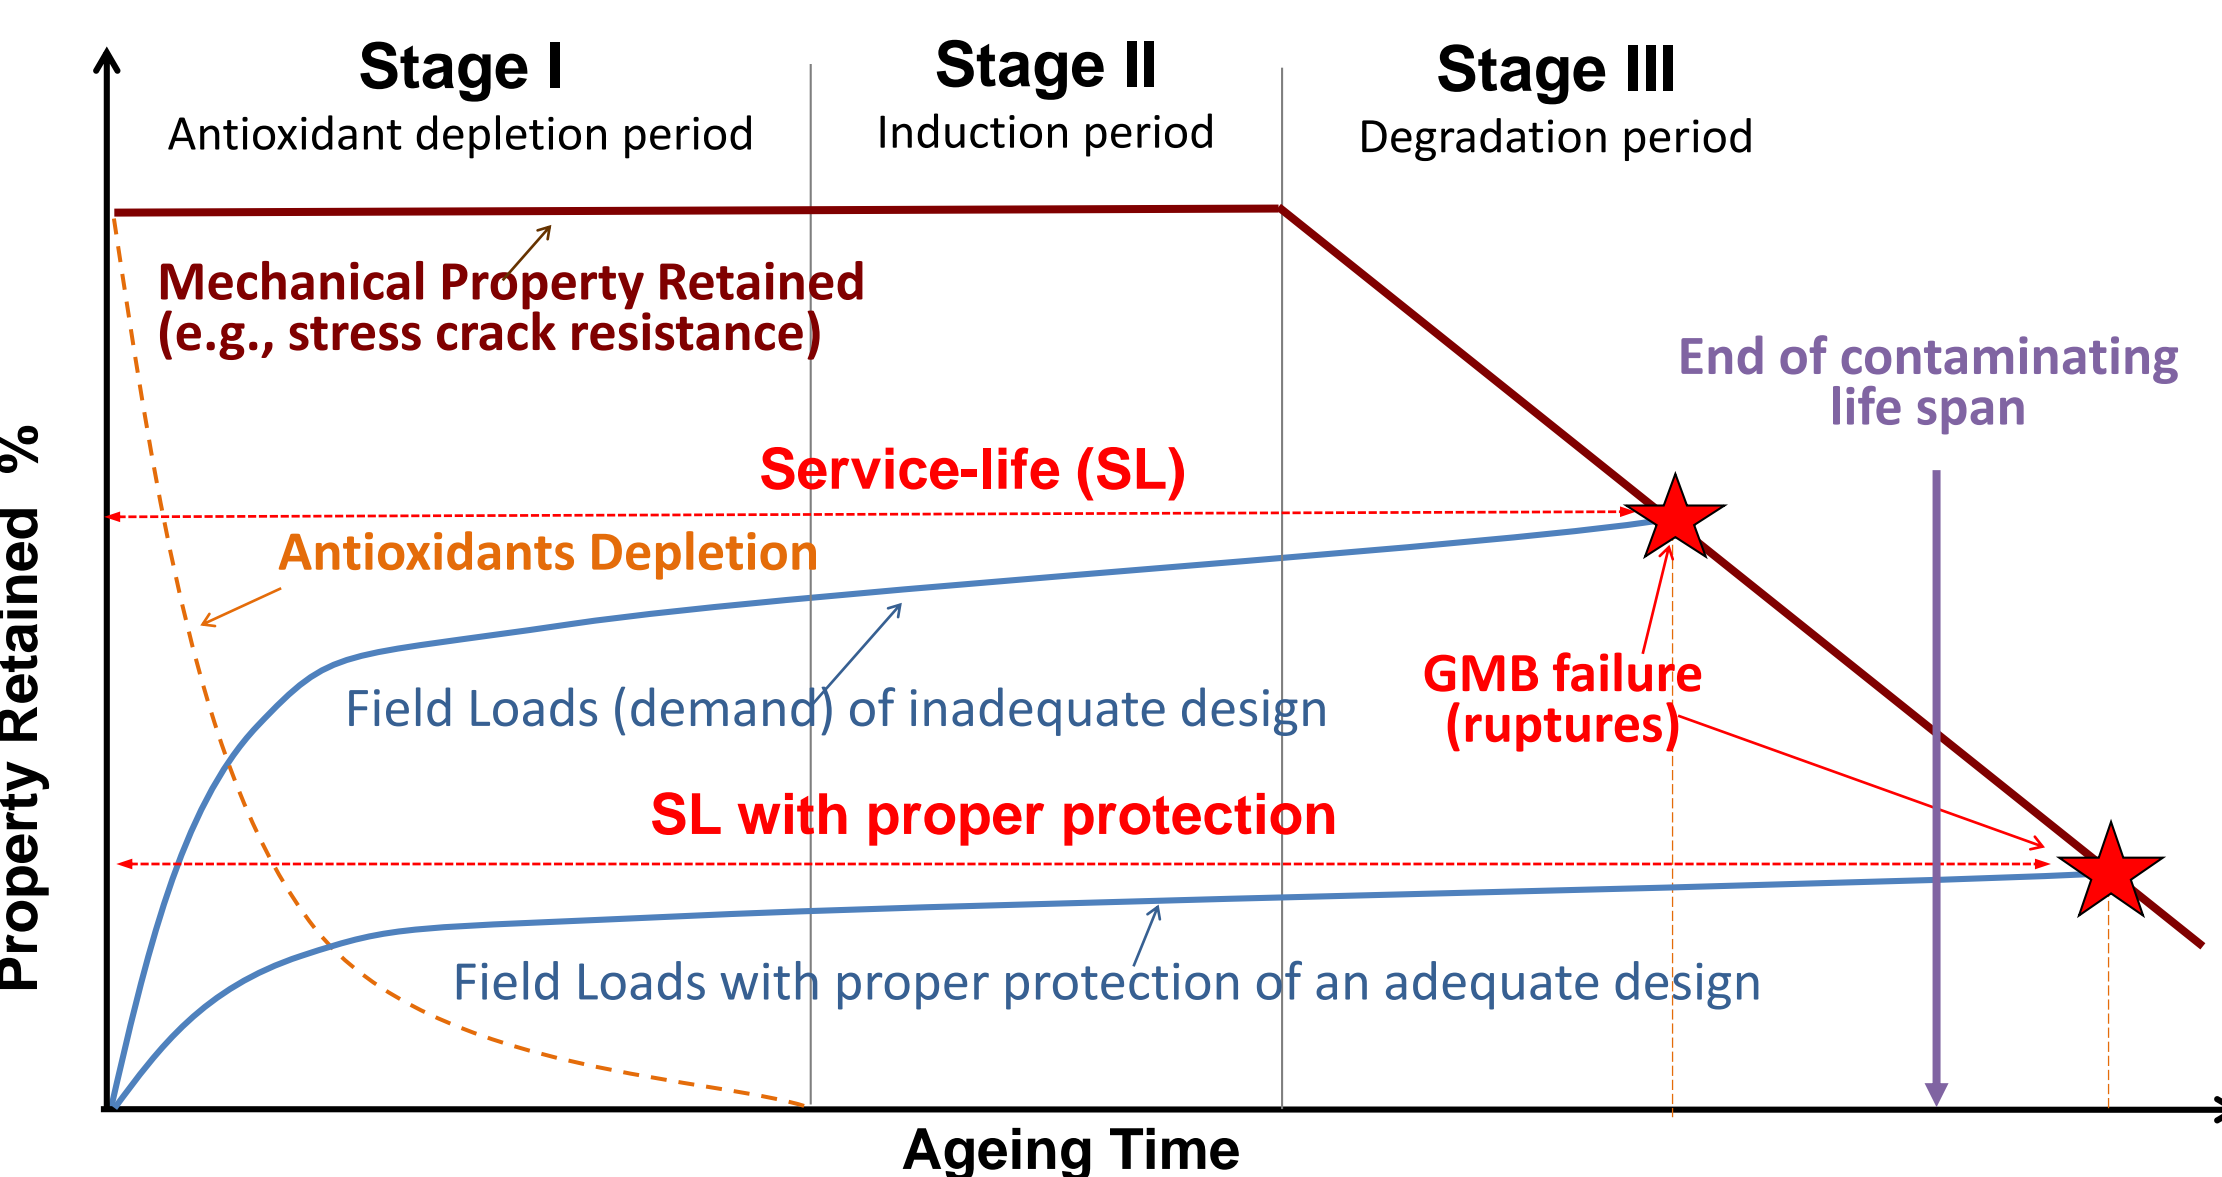 Stage I
Antioxidant depletion period
Stage II
Induction period
Stage III
Degradation period
Mechanical Property Retained
(e.g., stress crack resistance)
End of contaminating
life span
Service-life (SL)
Antioxidants Depletion
Field Loads (demand) of inadequate design
GMB failure
(ruptures)
SL with proper protection
Field Loads with proper protection of an adequate design
Property Retained %
Ageing Time